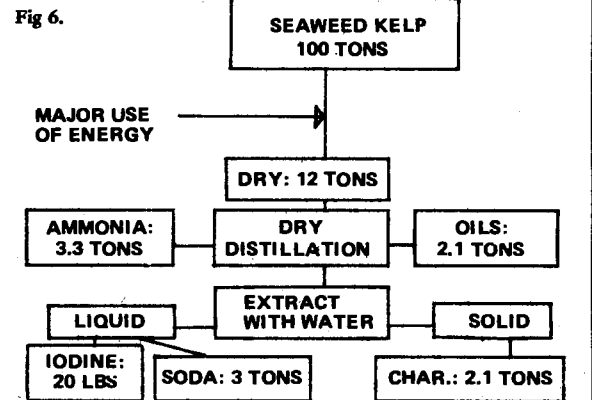 Fig 6.
SEAWEED KELP
100 TONS
MAJOR USE
OF ENERGY
DRY: 12 TONS
AMMONIA:
3.3 TONS
DRY
DISTILLATION
OILS:
2.1 TONS
EXTRACT
WITH WATER
LIQUID
SOLID
IODINE:
20 LBS
SODA: 3 TONS
CHAR.: 2.1 TONS